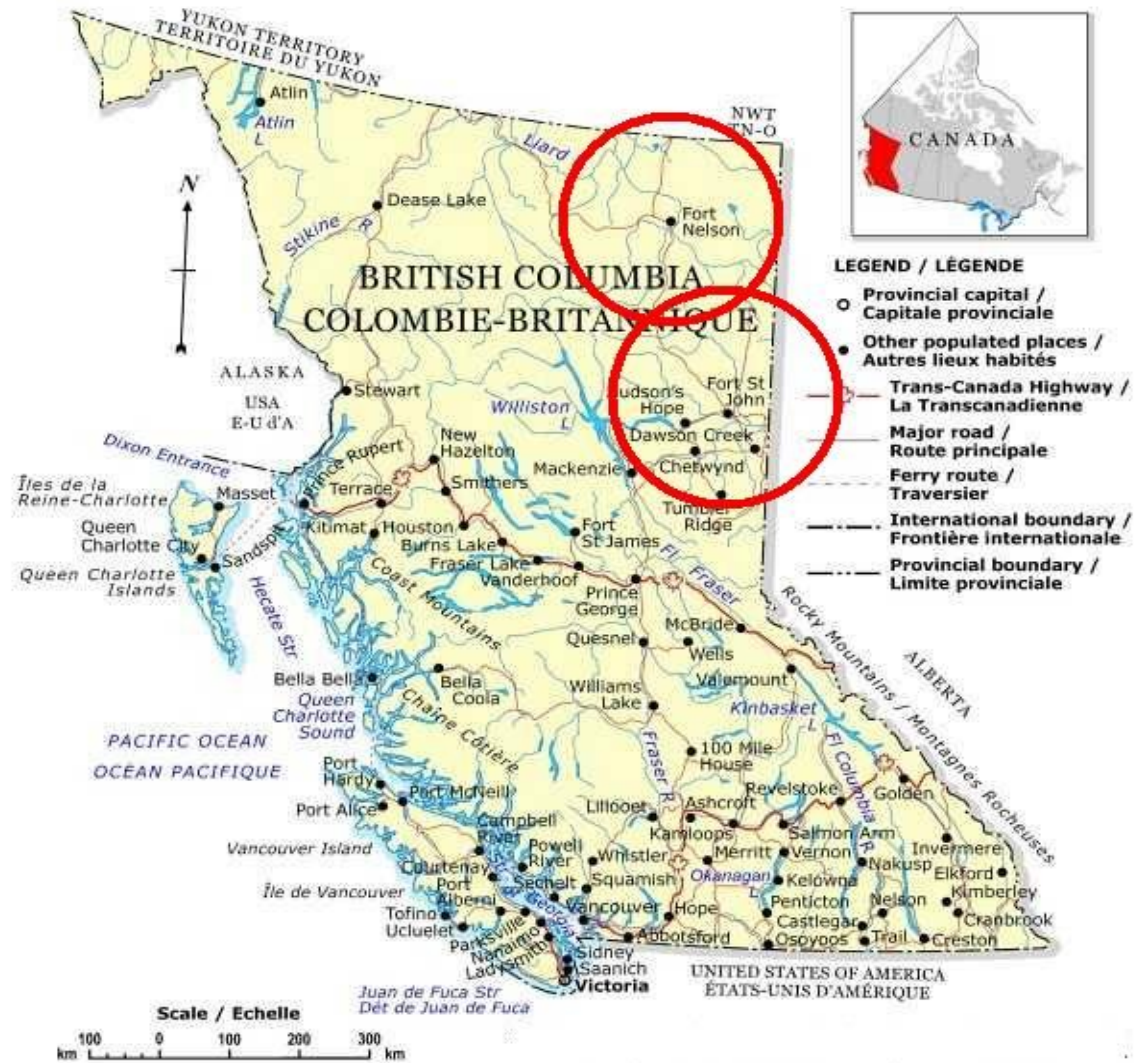 YUKON TERRITORY
TERRITOIRE DU YUKON
NWT
TN-O
Atlin
Atlin
L
Liard
Dease Lake
Fort
Nelson
Stikine
R
N
BRITISH COLUMBIA
COLOMBIE-BRITANNIQUE
CANADA
LEGEND / LÉGENDE
Provincial capital /
Capitale provinciale
Other populated places /
Autres lieux habités
Trans-Canada Highway /
La Transcanadienne
Major road /
Route principale
Ferry route /
Traversier
International boundary /
Frontière internationale
Provincial boundary /
Limite provinciale
ALASKA
USA
E-U d'A
Stewart
Williston
L
Hope
Fort St
John
Dawson Creek
Chetwynd
Mackenzie
Tumbler
Ridge
Dixon Entrance
Prince Rupert
New
Hazelton
Îles de la
Reine-Charlotte
Masset
Terrace
Smithers
Queen
Charlotte City
Sandspit
Kitimat
Houston
Burns Lake
Fort
St James
Queen Charlotte
Islands
Fraser Lake
Vanderhoof
Fl Fraser
Prince
George
Hecate Str
Coast Mountains
Chaîne Côtière
McBride
Quesnel
Wells
Valemount
Rocky Mountains / Montagnes Rocheuses
ALBERTA
Bella Bella
Bella
Coola
Williams
Lake
Kinbasket
L
Queen
Charlotte
Sound
PACIFIC OCEAN
OCÉAN PACIFIQUE
100 Mile
House
Fraser R
Fl Columbia R
Port
Hardy
Port McNeill
Port Alice
Lillooet
Ashcroft
Revelstoke
Golden
Campbell
River
Kamloops
Salmon Arm
Vancouver Island
Powell
River
Whistler
Merritt
Vernon
Nakusp
Invermere
Courtenay
Elkford
Île de Vancouver
Port
Alberni
Sechelt
Squamish
Okanagan
L
Kelowna
Kimberley
Str of Georgia
Vancouver
Hope
Penticton
Nelson
Cranbrook
Tofino
Ucluelet
Parksville
Nanaimo
Ladysmith
Castlegar
Abbotsford
Osoyoos
Trail
Creston
Sidney
Saanich
Victoria
UNITED STATES OF AMERICA
ÉTATS-UNIS D'AMÉRIQUE
Juan de Fuca Str
Dét de Juan de Fuca
Scale / Echelle
100 0 100 200 300
km km